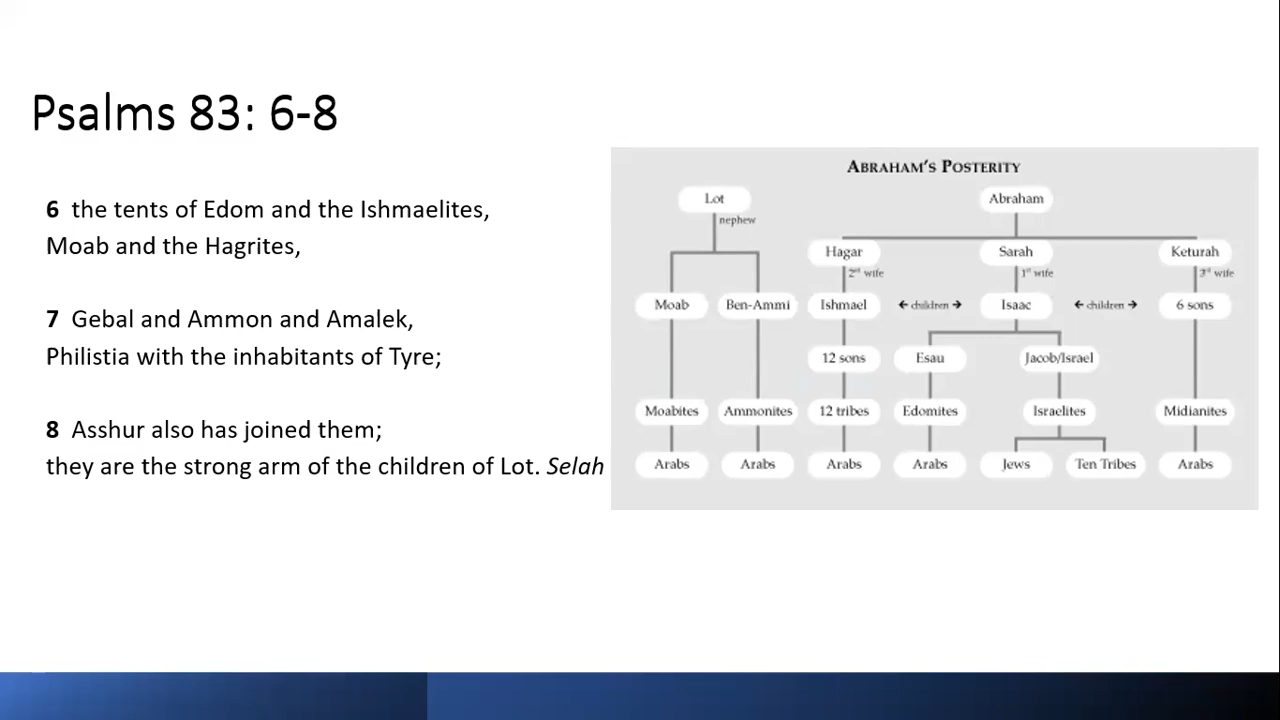 Psalms 83: 6-8
6 the tents of Edom and the Ishmaelites,
Moab and the Hagrites,
7 Gebal and Ammon and Amalek,
Philistia with the inhabitants of Tyre;
8 Asshur also has joined them;
they are the strong arm of the children of Lot. Selah
ABRAHAM'S POSTERITY
Lot Abraham
nephew
Hagar Sarah Keturah
2nd wife 1st wife 3rd wife
Moab Ben-Ammi Ishmael ← children → Isaac ← children → 6 sons
12 sons Esau Jacob/Israel
Moabites Ammonites 12 tribes Edomites Israelites Midianites
Arabs Arabs Arabs Arabs Jews Ten Tribes Arabs